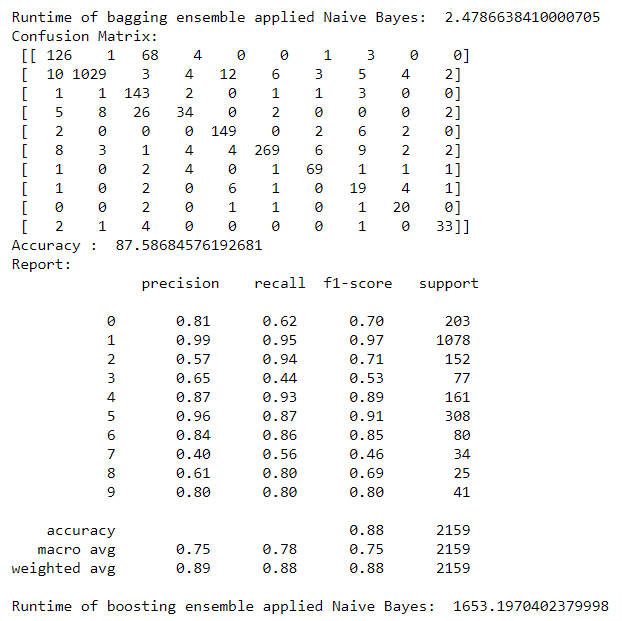 Runtime of bagging ensemble applied Naive Bayes:  2.4786638410000705
Confusion Matrix:
 [[ 126    1   68    4    0    0    1    3    0    0]
 [  10 1029    3    4   12    6    3    5    4    2]
 [   1    1  143    2    0    1    1    3    0    0]
 [   5    8   26   34    0    2    0    0    0    2]
 [   2    0    0    0  149    0    2    6    2    0]
 [   8    3    1    4    4  269    6    9    2    2]
 [   1    0    2    4    0    1   69    1    1    1]
 [   1    0    2    0    6    1    0   19    4    1]
 [   0    0    2    0    1    1    0    1   20    0]
 [   2    1    4    0    0    0    0    1    0   33]]
Accuracy :  87.58684576192681
Report:
              precision    recall  f1-score   support

           0       0.81      0.62      0.70       203
           1       0.99      0.95      0.97      1078
           2       0.57      0.94      0.71       152
           3       0.65      0.44      0.53        77
           4       0.87      0.93      0.89       161
           5       0.96      0.87      0.91       308
           6       0.84      0.86      0.85        80
           7       0.40      0.56      0.46        34
           8       0.61      0.80      0.69        25
           9       0.80      0.80      0.80        41

    accuracy                           0.88      2159
   macro avg       0.75      0.78      0.75      2159
weighted avg       0.89      0.88      0.88      2159

Runtime of boosting ensemble applied Naive Bayes:  1653.1970402379998